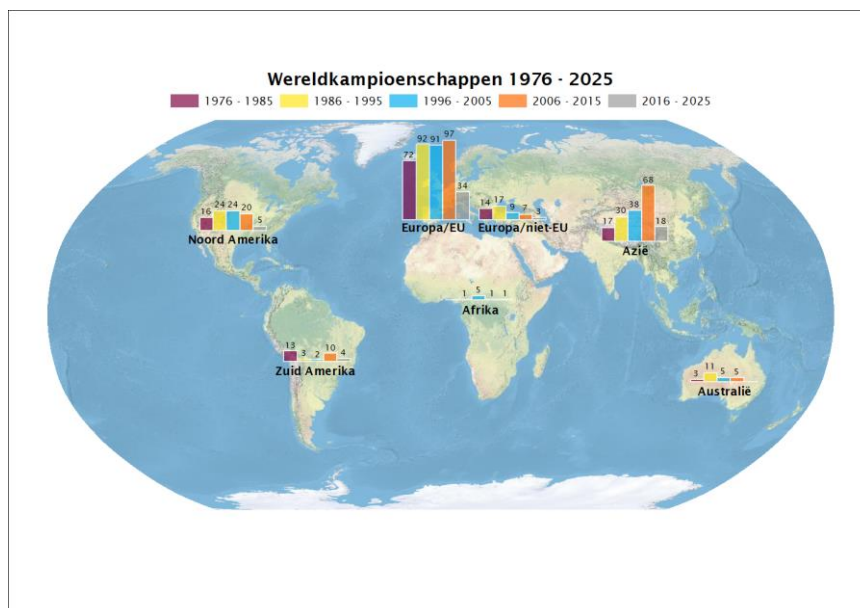 Wereldkampioenschappen 1976 - 2025
1976 - 1985 1986 - 1995 1996 - 2005 2006 - 2015 2016 - 2025
72 92 91 97 34
Europa/EU
14 17 9 7 3
Europa/niet-EU
17 30 38 68 18
Azië
16 24 24 20 5
Noord Amerika
1 5 1 1
Afrika
13 3 2 10 4
Zuid Amerika
3 11 5 5
Australië